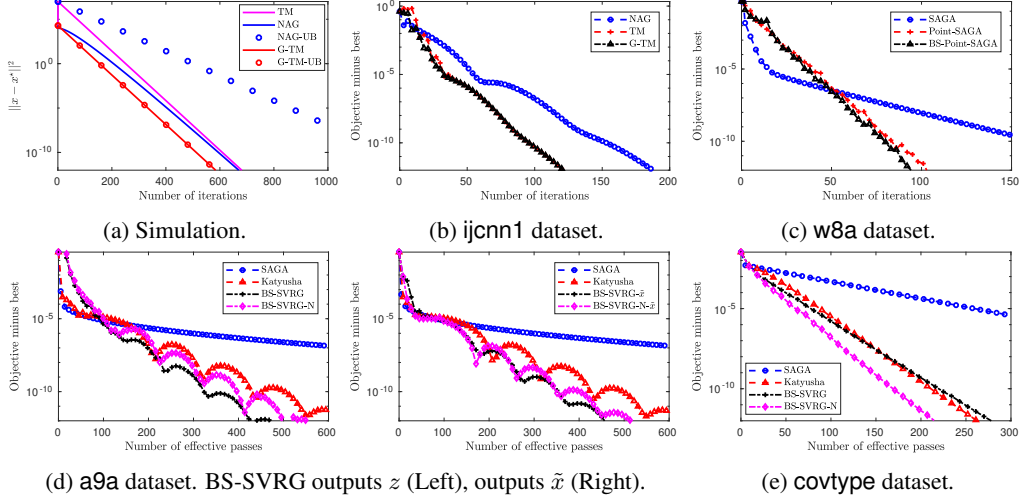 TM
NAG
NAG-UB
G-TM
G-TM-UB
||x − x*||²
10^0
10^-5
10^-10
0 200 400 600 800 1000
Number of iterations
(a) Simulation.
NAG
TM
G-TM
Objective minus best
10^0
10^-5
10^-10
0 50 100 150 200
Number of iterations
(b) ijcnn1 dataset.
SAGA
Point-SAGA
BS-Point-SAGA
Objective minus best
10^-5
10^-10
0 50 100 150
Number of iterations
(c) w8a dataset.
SAGA
Katyusha
BS-SVRG
BS-SVRG-N
Objective minus best
10^-5
10^-10
0 100 200 300 400 500 600
Number of effective passes
SAGA
Katyusha
BS-SVRG-x̃
BS-SVRG-N-x̃
Objective minus best
10^-5
10^-10
0 100 200 300 400 500 600
Number of effective passes
(d) a9a dataset. BS-SVRG outputs z (Left), outputs x̃ (Right).
SAGA
Katyusha
BS-SVRG
BS-SVRG-N
Objective minus best
10^-5
10^-10
0 50 100 150 200 250 300
Number of effective passes
(e) covtype dataset.